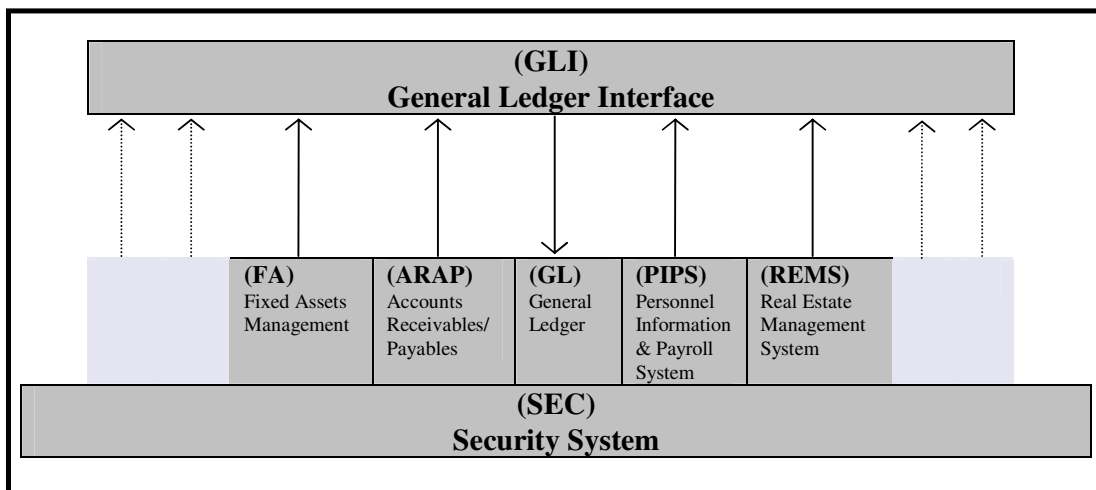 (GLI)
General Ledger Interface
(FA)
Fixed Assets
Management
(ARAP)
Accounts
Receivables/
Payables
(GL)
General
Ledger
(PIPS)
Personnel
Information
& Payroll
System
(REMS)
Real Estate
Management
System
(SEC)
Security System